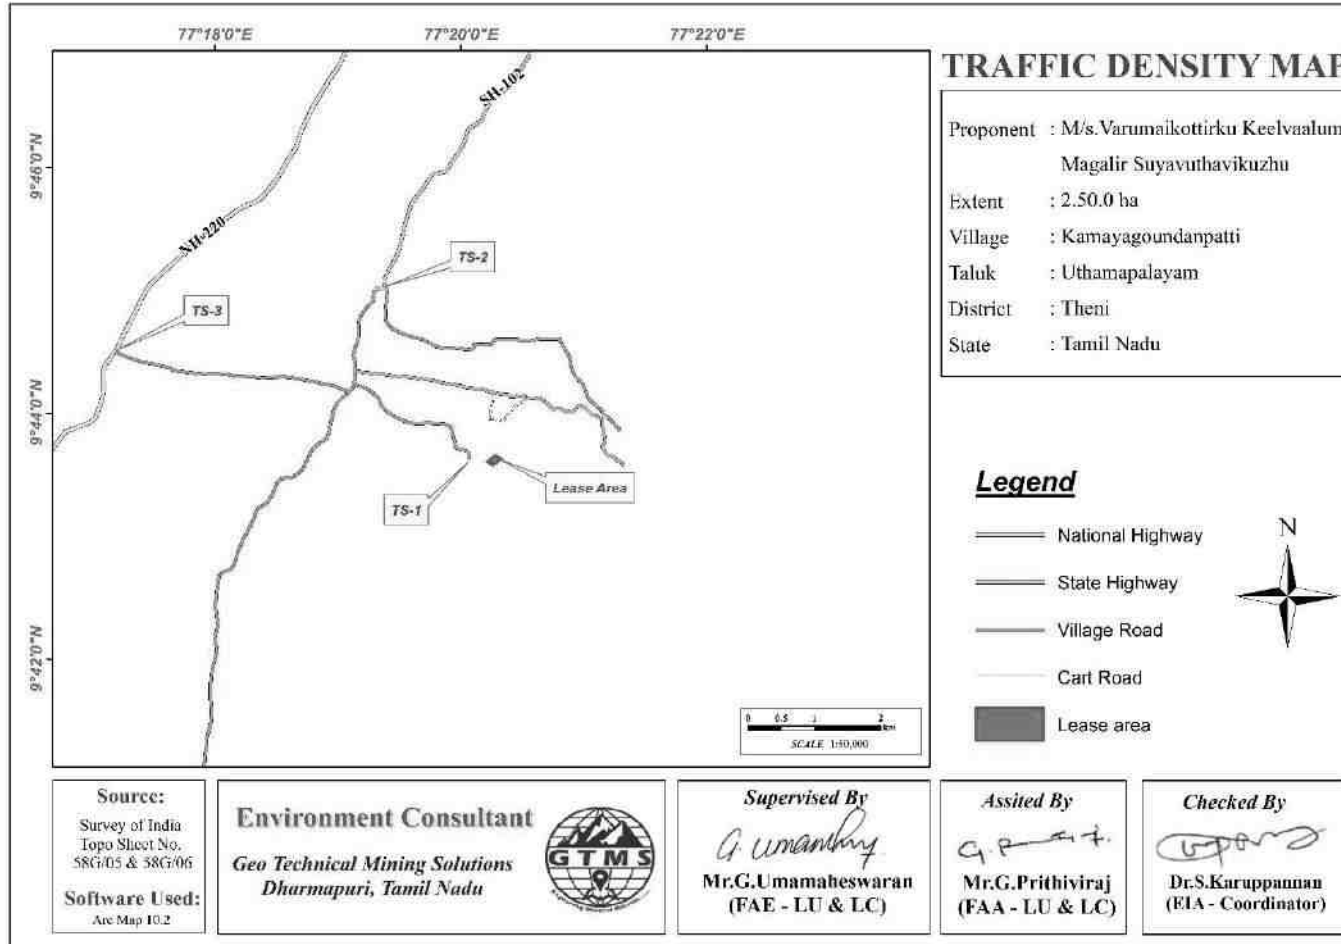 77°18'0"E 77°20'0"E 77°22'0"E
9°46'0"N
9°44'0"N
9°42'0"N
SH-102
NH-220
TS-2
TS-3
Lease Area
TS-1
0 0.5 1 2
km
SCALE 1:50,000
TRAFFIC DENSITY MAP
Proponent : M/s.Varumaikottirku Keelvaalum
Magalir Suyavuthavikuzhu
Extent : 2.50.0 ha
Village : Kamayagoundanpatti
Taluk : Uthamapalayam
District : Theni
State : Tamil Nadu
Legend
National Highway
State Highway
Village Road
Cart Road
Lease area
N
Source:
Survey of India
Topo Sheet No.
58G/05 & 58G/06
Software Used:
Arc Map 10.2
Environment Consultant
Geo Technical Mining Solutions
Dharmapuri, Tamil Nadu
GTMS
Supervised By
Mr.G.Umamaheswaran
(FAE - LU & LC)
Assited By
Mr.G.Prithiviraj
(FAA - LU & LC)
Checked By
Dr.S.Karuppannan
(EIA - Coordinator)